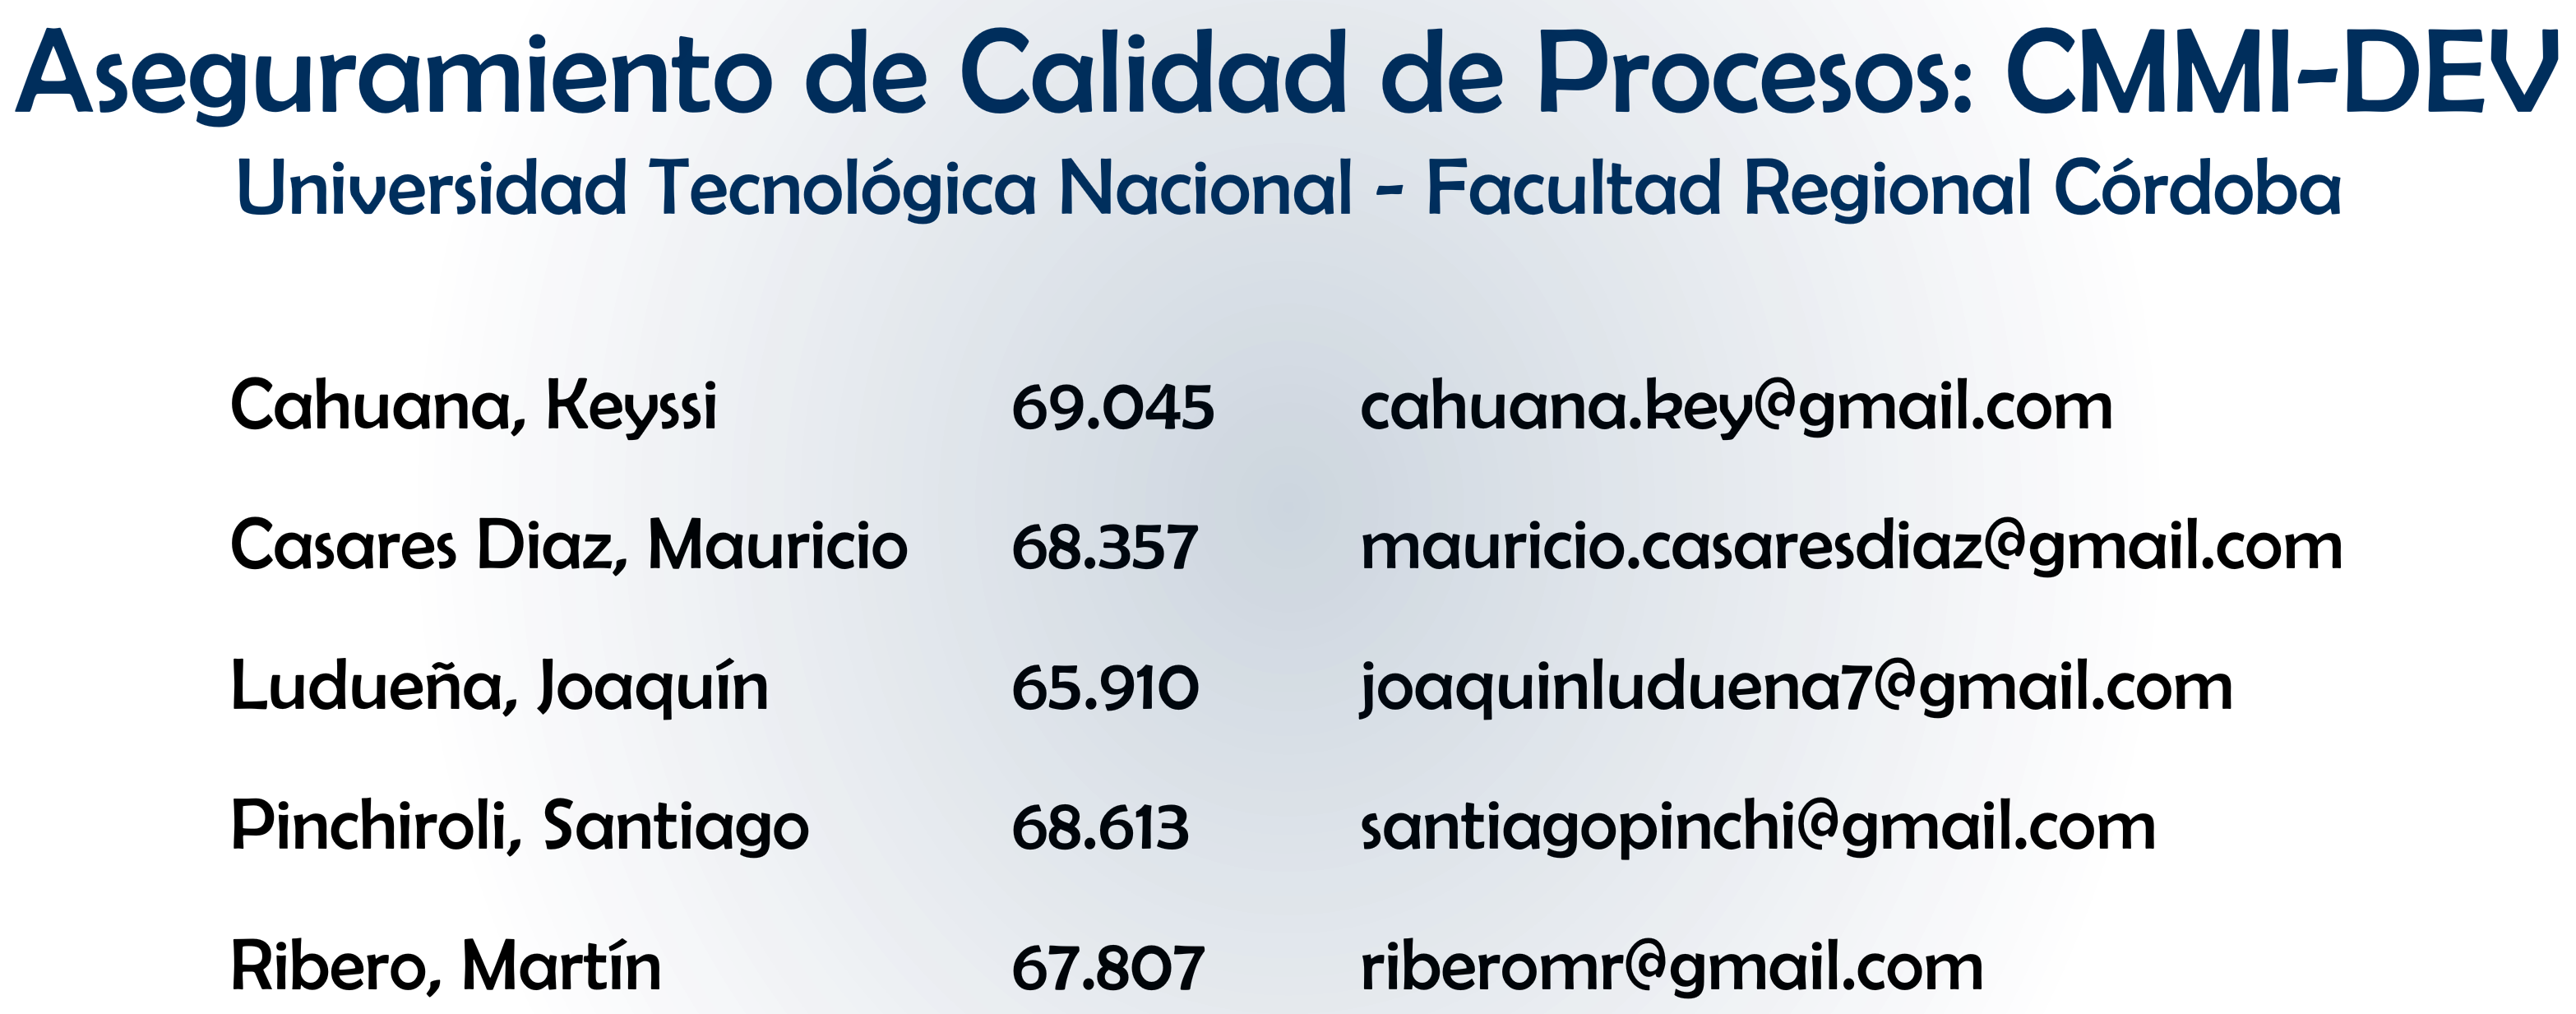 Aseguramiento de Calidad de Procesos: CMMI-DEV
Universidad Tecnológica Nacional - Facultad Regional Córdoba
Cahuana, Keyssi 69.045 cahuana.key@gmail.com
Casares Diaz, Mauricio 68.357 mauricio.casaresdiaz@gmail.com
Ludueña, Joaquín 65.910 joaquinluduena7@gmail.com
Pinchiroli, Santiago 68.613 santiagopinchi@gmail.com
Ribero, Martín 67.807 riberomr@gmail.com